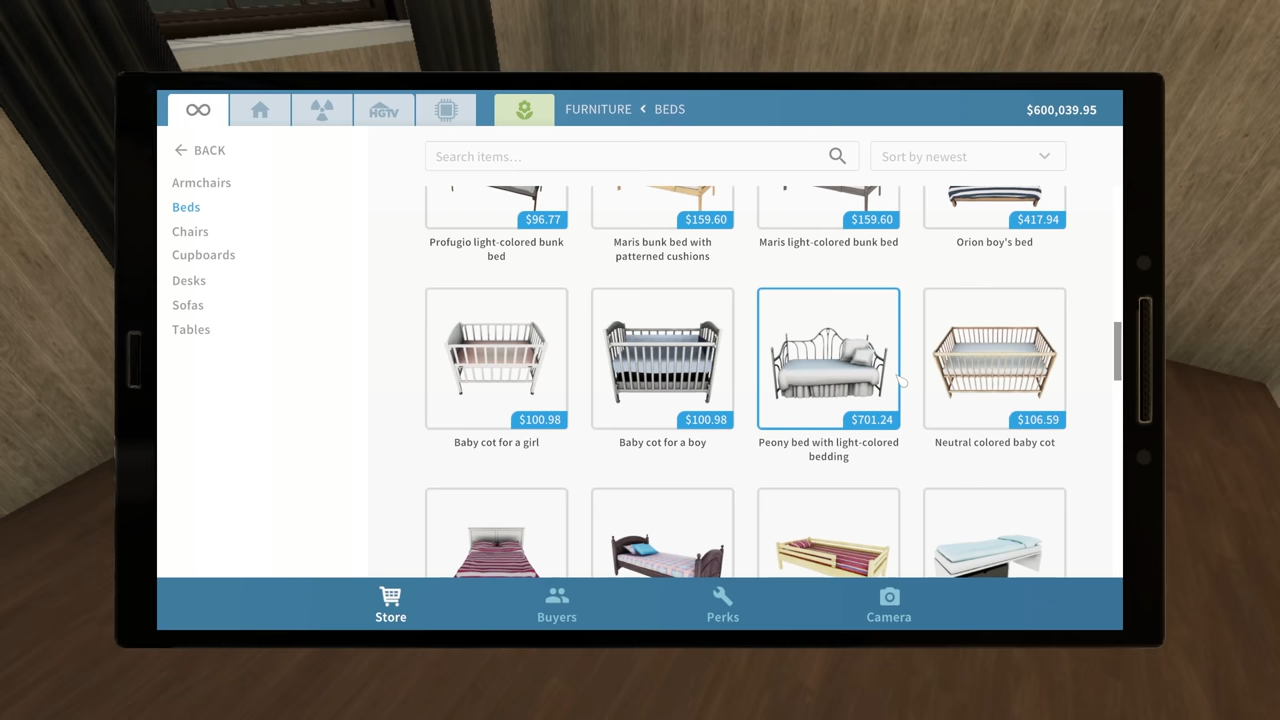 HGTV
FURNITURE < BEDS
$600,039.95
BACK
Search items...
Sort by newest
Armchairs
Beds
Chairs
Cupboards
Desks
Sofas
Tables
$96.77
$159.60
$159.60
$417.94
Profugio light-colored bunk
bed
Maris bunk bed with
patterned cushions
Maris light-colored bunk bed
Orion boy's bed
$100.98
$100.98
$701.24
$106.59
Baby cot for a girl
Baby cot for a boy
Peony bed with light-colored
bedding
Neutral colored baby cot
Store
Buyers
Perks
Camera